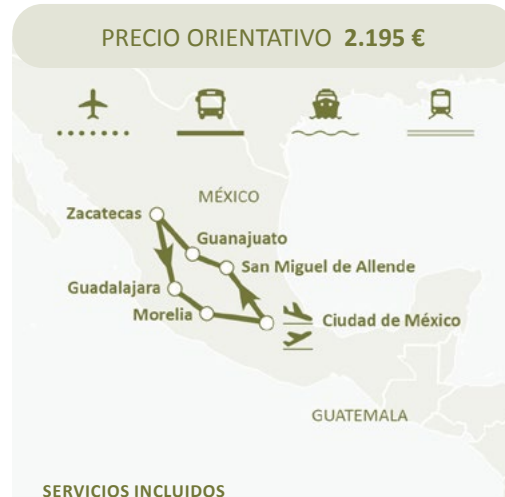 PRECIO ORIENTATIVO 2.195 €
MÉXICO
Zacatecas
Guanajuato
San Miguel de Allende
Guadalajara
Morelia
Ciudad de México
GUATEMALA
SERVICIOS INCLUIDOS